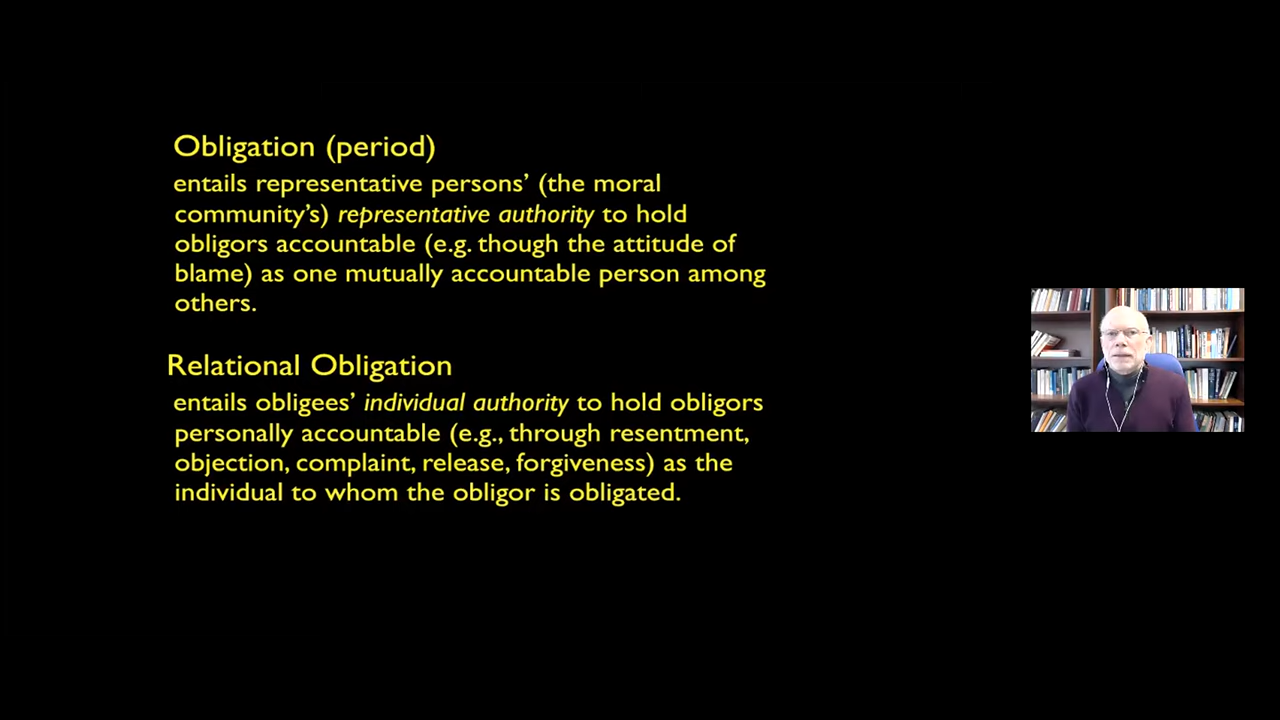 Obligation (period)
entails representative persons’ (the moral
community’s) representative authority to hold
obligors accountable (e.g. though the attitude of
blame) as one mutually accountable person among
others.
Relational Obligation
entails obligees’ individual authority to hold obligors
personally accountable (e.g., through resentment,
objection, complaint, release, forgiveness) as the
individual to whom the obligor is obligated.